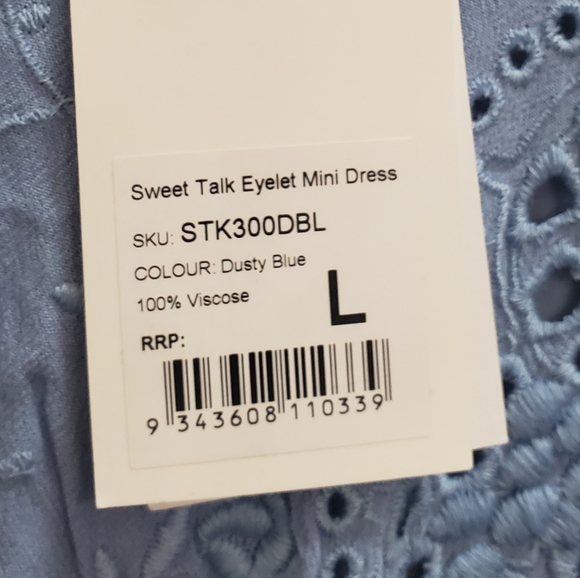 Sweet Talk Eyelet Mini Dress
SKU: STK300DBL
COLOUR: Dusty Blue
100% Viscose
L
RRP:
9 343608 110339